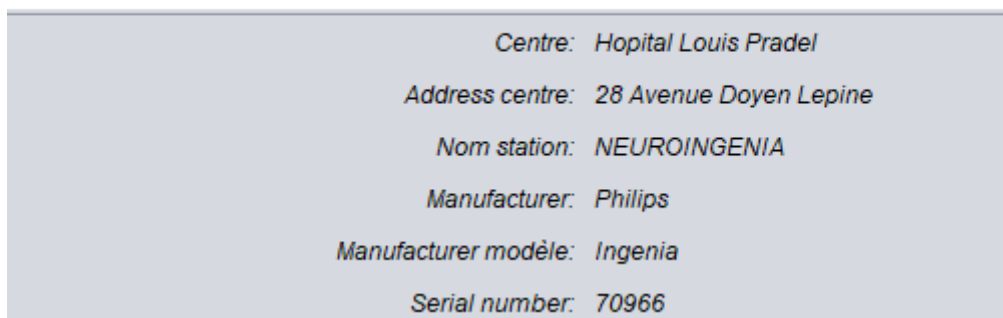 Centre: Hopital Louis Pradel
Address centre: 28 Avenue Doyen Lepine
Nom station: NEUROINGENIA
Manufacturer: Philips
Manufacturer modèle: Ingenia
Serial number: 70966